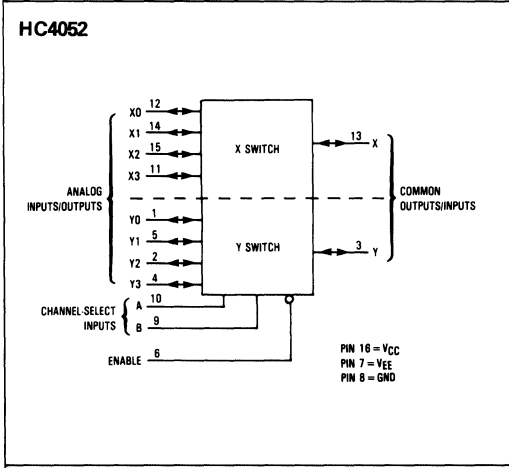 HC4052
X0 12
X1 14
X2 15
X3 11
X SWITCH
13 X
ANALOG
INPUTS/OUTPUTS
COMMON
OUTPUTS/INPUTS
Y0 1
Y1 5
Y2 2
Y3 4
Y SWITCH
3 Y
CHANNEL-SELECT
INPUTS
A 10
B 9
ENABLE 6
PIN 16 = VCC
PIN 7 = VEE
PIN 8 = GND